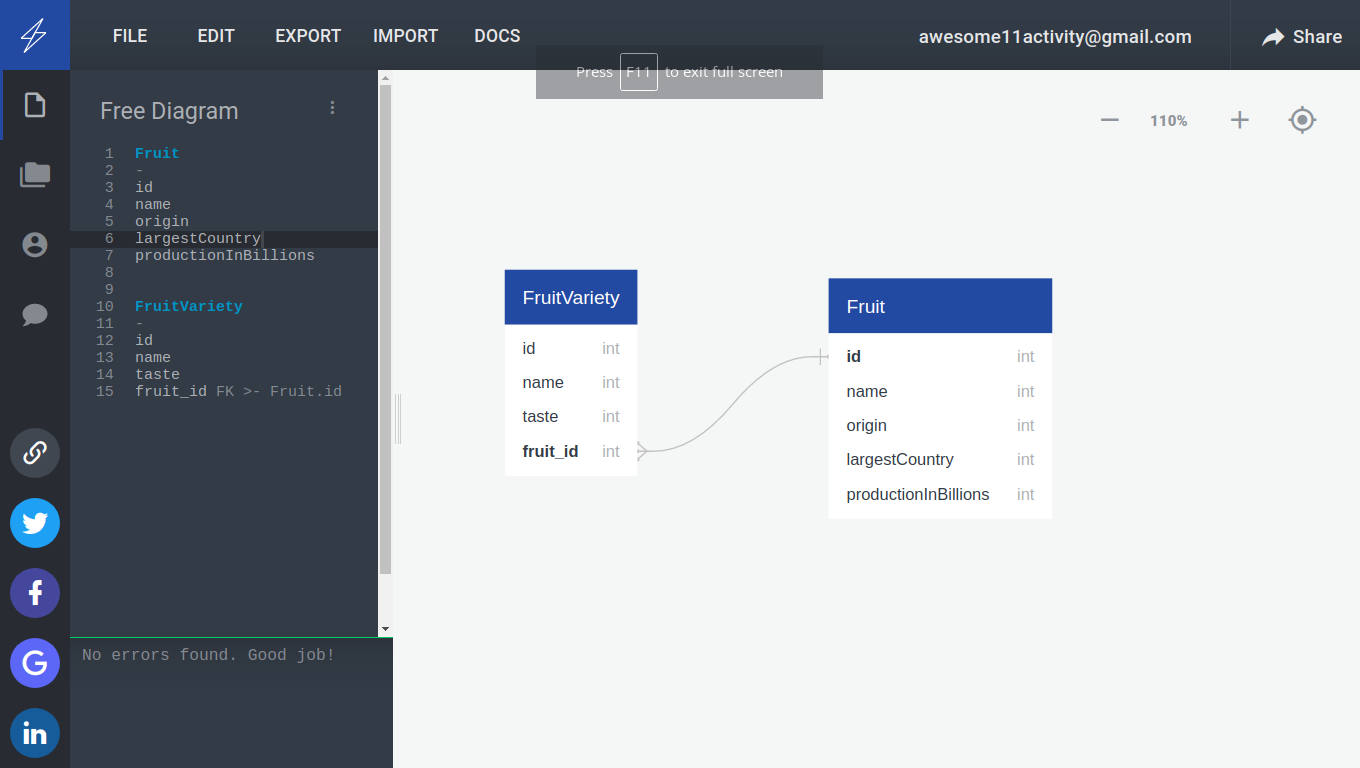 FILE EDIT EXPORT IMPORT DOCS awesome11activity@gmail.com Share
Press F11 to exit full screen
Free Diagram
110%
1 Fruit
2 -
3 id
4 name
5 origin
6 largestCountry
7 productionInBillions
8
9
10 FruitVariety
11 -
12 id
13 name
14 taste
15 fruit_id FK >- Fruit.id
No errors found. Good job!
FruitVariety
id int
name int
taste int
fruit_id int
Fruit
id int
name int
origin int
largestCountry int
productionInBillions int
f
G
in